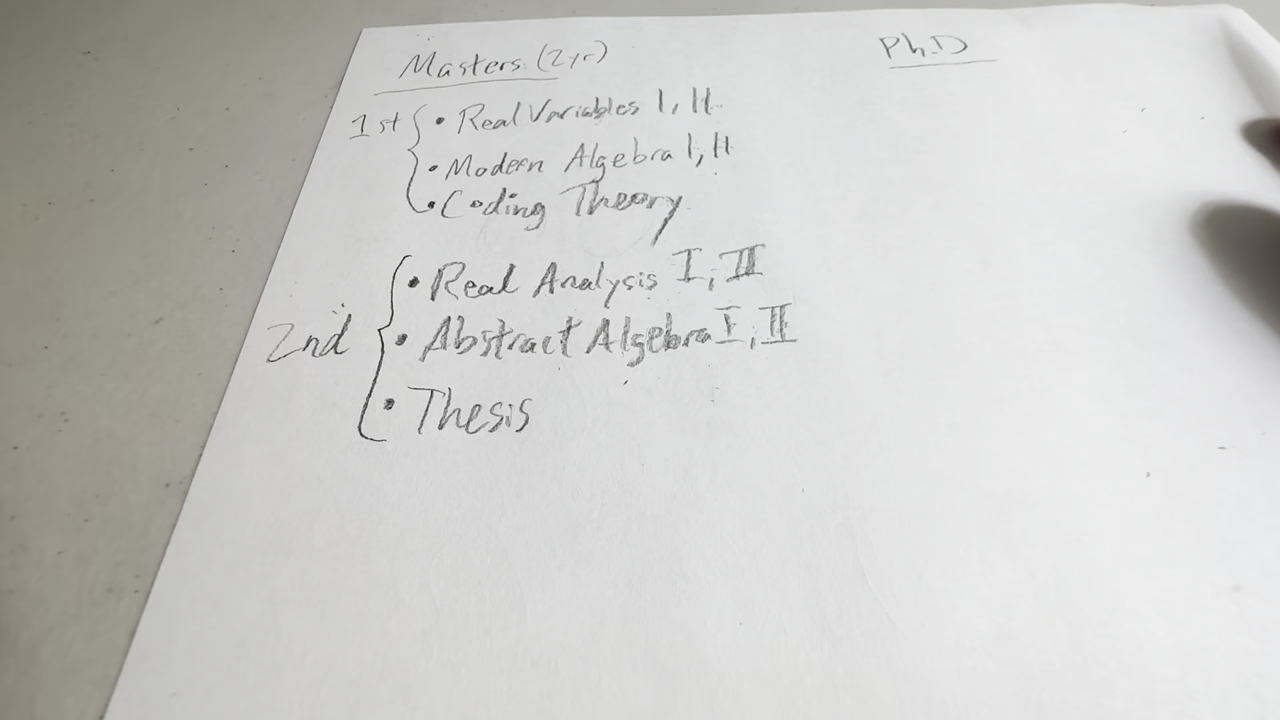 Masters (2yr)
Ph.D
1st
• Real Variables I, II
• Modern Algebra I, II
• Coding Theory
2nd
• Real Analysis I, II
• Abstract Algebra I, II
• Thesis